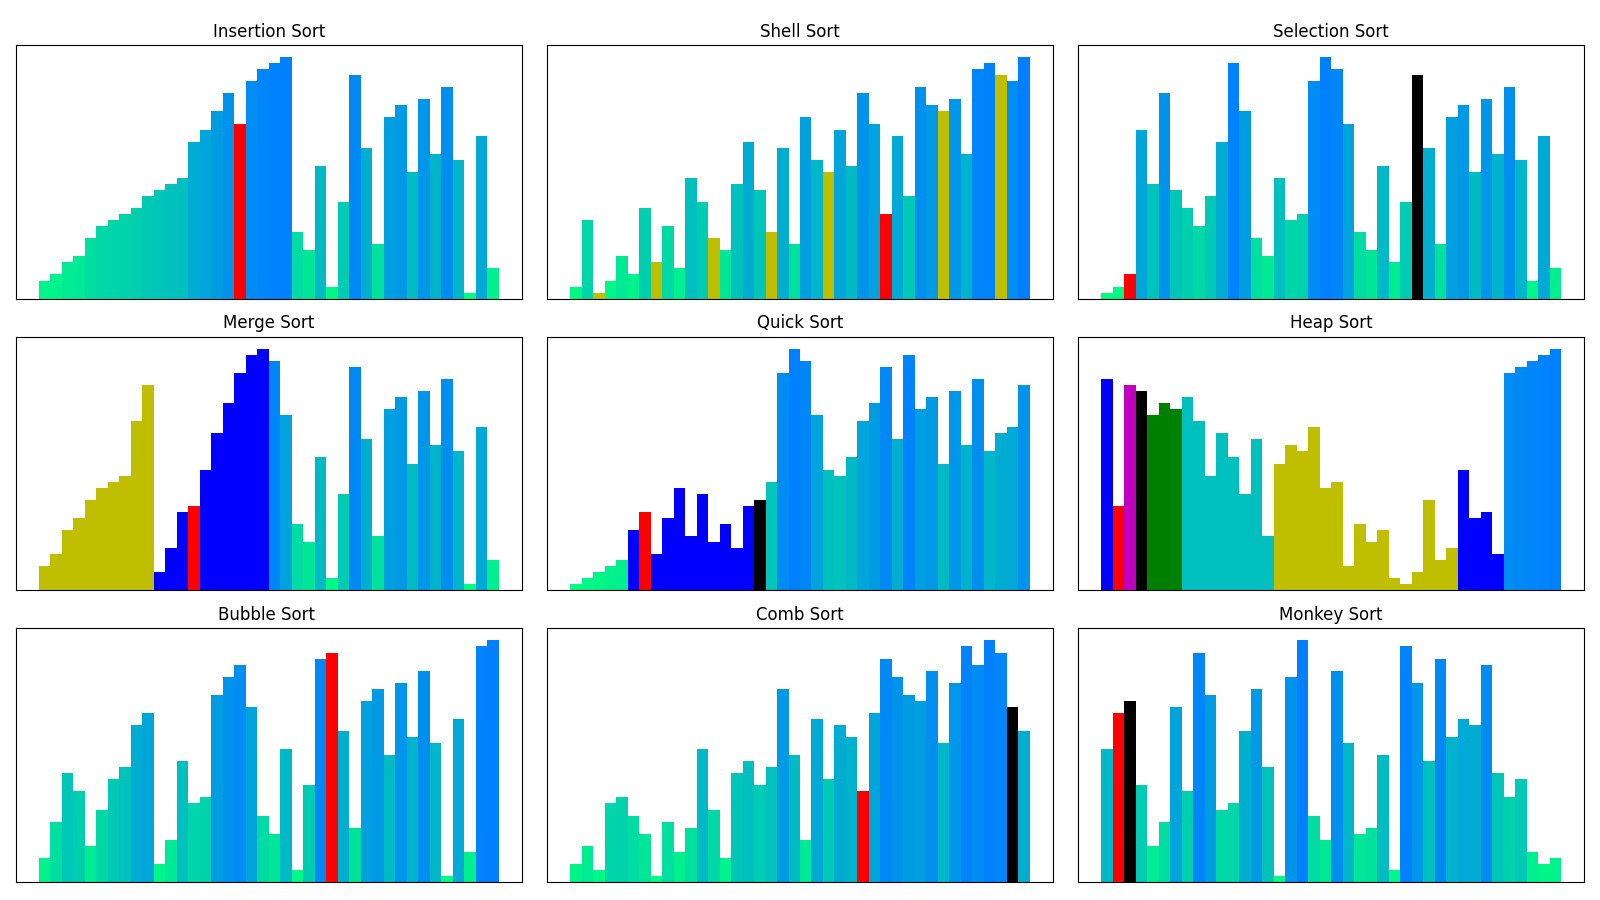 Insertion Sort
Shell Sort
Selection Sort
Merge Sort
Quick Sort
Heap Sort
Bubble Sort
Comb Sort
Monkey Sort